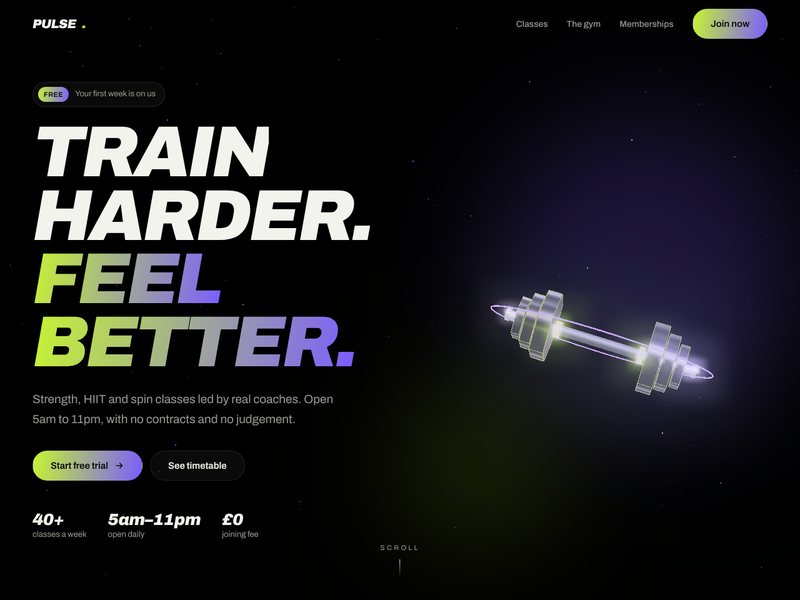 PULSE .
Classes
The gym
Memberships
Join now
FREE Your first week is on us
TRAIN
HARDER.
FEEL
BETTER.
Strength, HIIT and spin classes led by real coaches. Open
5am to 11pm, with no contracts and no judgement.
Start free trial →
See timetable
40+
classes a week
5am–11pm
open daily
£0
joining fee
SCROLL